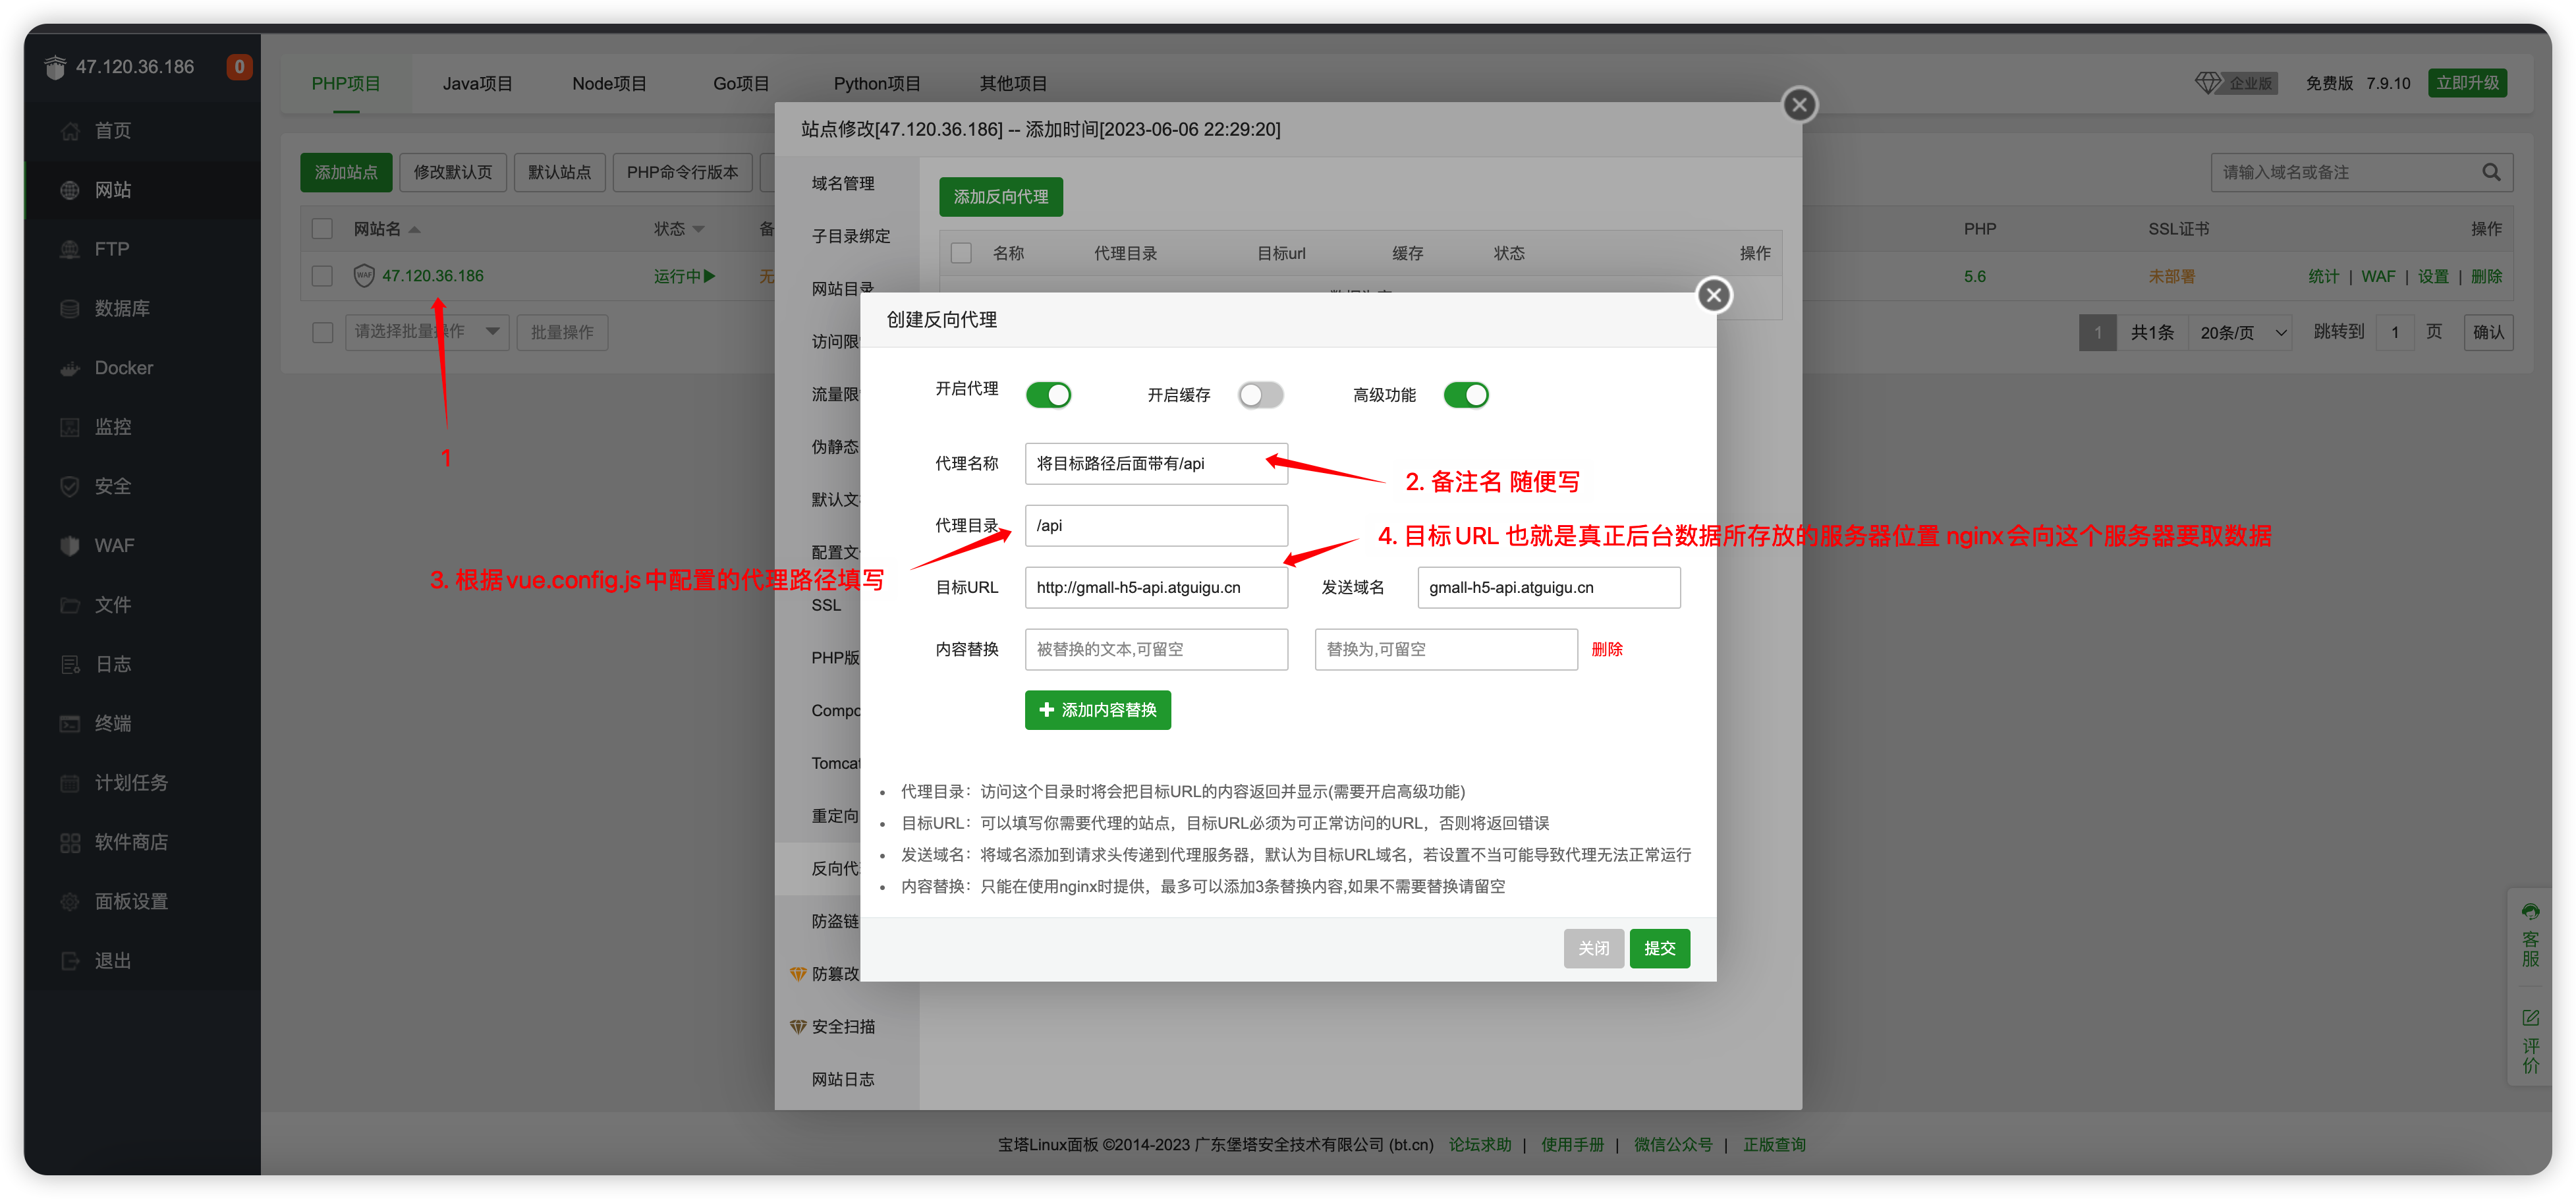 47.120.36.186 0
首页
网站
FTP
数据库
Docker
监控
安全
WAF
文件
日志
终端
计划任务
软件商店
面板设置
退出
PHP项目 Java项目 Node项目 Go项目 Python项目 其他项目
企业版 免费版 7.9.10 立即升级
添加站点 修改默认页 默认站点 PHP命令行版本
请输入域名或备注
网站名 状态 备
PHP SSL证书 操作
WAF 47.120.36.186 运行中 无
5.6 未部署 统计 | WAF | 设置 | 删除
请选择批量操作 批量操作
1 共1条 20条/页 跳转到 1 页 确认
1
站点修改[47.120.36.186] -- 添加时间[2023-06-06 22:29:20]
域名管理
子目录绑定
网站目录
访问限
流量限
伪静态
默认文
配置文
SSL
PHP版
Compo
Tomcat
重定向
反向代
防盗链
防篡改
安全扫描
网站日志
添加反向代理
名称 代理目录 目标url 缓存 状态 操作
创建反向代理
开启代理 开启缓存 高级功能
代理名称 将目标路径后面带有/api
2. 备注名 随便写
代理目录 /api
4. 目标 URL 也就是真正后台数据所存放的服务器位置 nginx会向这个服务器要取数据
3. 根据vue.config.js中配置的代理路径填写
目标URL http://gmall-h5-api.atguigu.cn 发送域名 gmall-h5-api.atguigu.cn
内容替换 被替换的文本,可留空 替换为,可留空 删除
添加内容替换
代理目录：访问这个目录时将会把目标URL的内容返回并显示(需要开启高级功能)
目标URL：可以填写你需要代理的站点，目标URL必须为可正常访问的URL，否则将返回错误
发送域名：将域名添加到请求头传递到代理服务器，默认为目标URL域名，若设置不当可能导致代理无法正常运行
内容替换：只能在使用nginx时提供，最多可以添加3条替换内容,如果不需要替换请留空
关闭 提交
客服
评价
宝塔Linux面板 ©2014-2023 广东堡塔安全技术有限公司 (bt.cn) 论坛求助 | 使用手册 | 微信公众号 | 正版查询